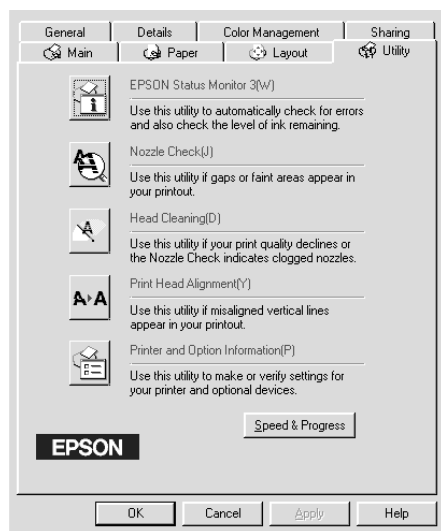 General Details Color Management Sharing
Main Paper Layout Utility
EPSON Status Monitor 3(W)
Use this utility to automatically check for errors
and also check the level of ink remaining.
Nozzle Check(J)
Use this utility if gaps or faint areas appear in
your printout.
Head Cleaning(D)
Use this utility if your print quality declines or
the Nozzle Check indicates clogged nozzles.
A▸A
Print Head Alignment(Y)
Use this utility if misaligned vertical lines
appear in your printout.
Printer and Option Information(P)
Use this utility to make or verify settings for
your printer and optional devices.
Speed & Progress
EPSON
OK Cancel Apply Help